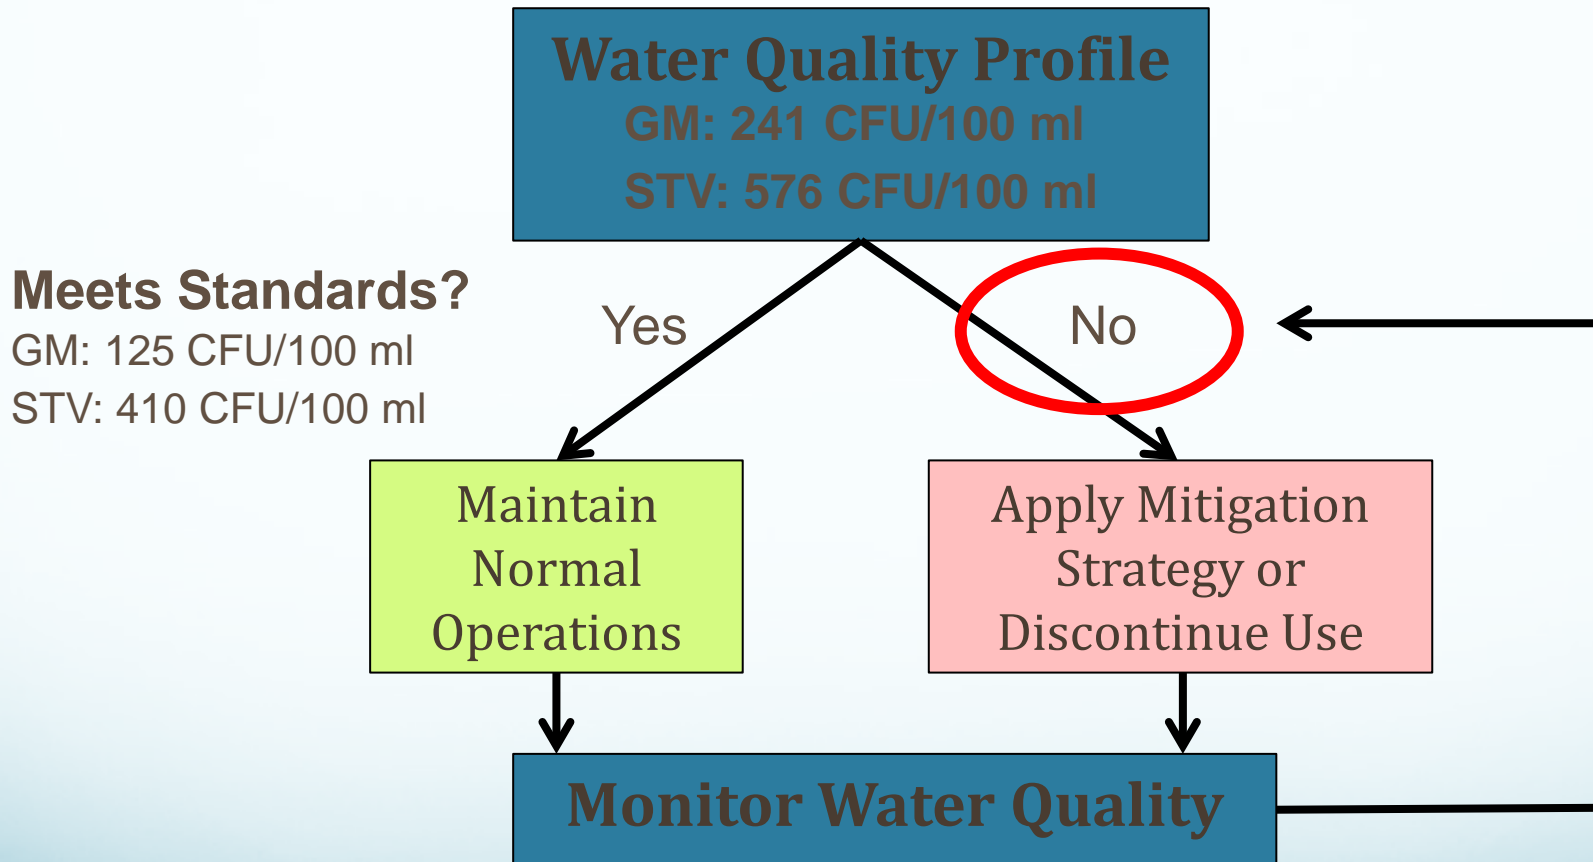 Water Quality Profile
GM: 241 CFU/100 ml
STV: 576 CFU/100 ml
Meets Standards?
GM: 125 CFU/100 ml
STV: 410 CFU/100 ml
Yes
No
Maintain
Normal
Operations
Apply Mitigation
Strategy or
Discontinue Use
Monitor Water Quality